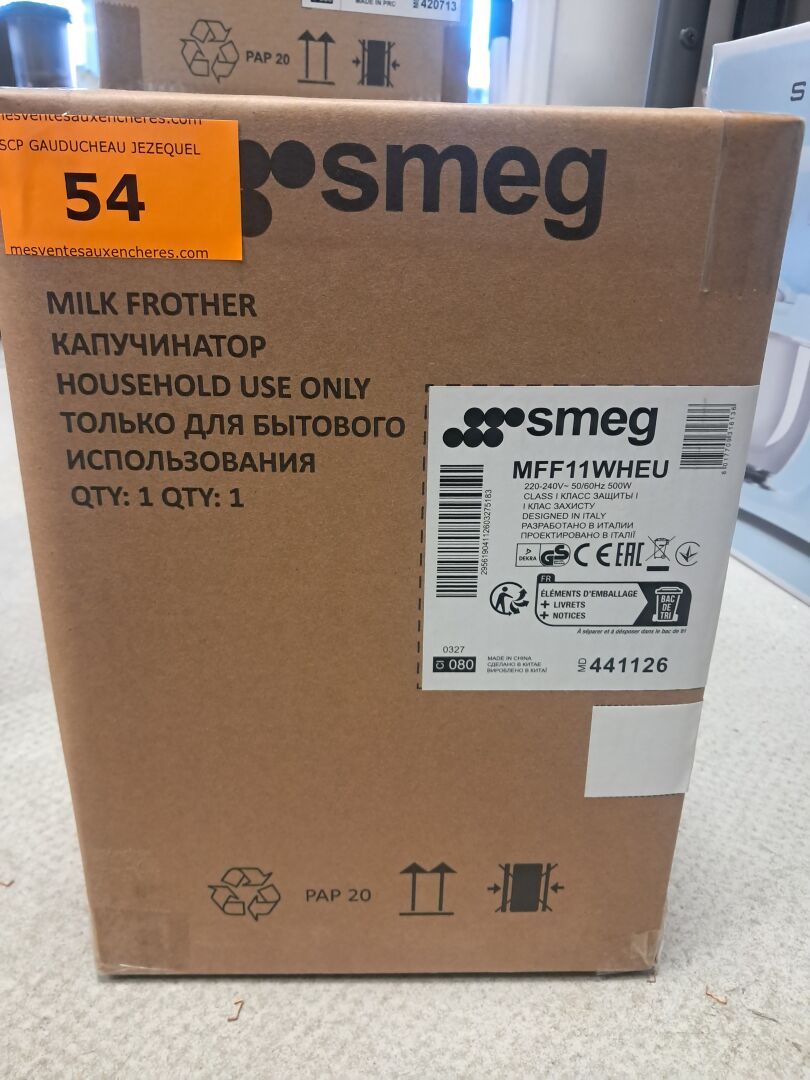 MADE IN PRC
420713
PAP 20
S
mesventesauxencheres.com
SCP GAUDUCHEAU JEZEQUEL
54
mesventesauxencheres.com
smeg
MILK FROTHER
КАПУЧИНАТОР
HOUSEHOLD USE ONLY
ТОЛЬКО ДЛЯ БЫТОВОГО
ИСПОЛЬЗОВАНИЯ
QTY: 1 QTY: 1
smeg
MFF11WHEU
220-240V~ 50/60Hz 500W
CLASS I КЛАСС ЗАЩИТЫ I
I КЛАС ЗАХИСТУ
DESIGNED IN ITALY
РАЗРАБОТАНО В ИТАЛИИ
ПРОЕКТИРОВАНО В ІТАЛІЇ
DEKRA GS CE EAC
29561904112603275183
FR
ÉLÉMENTS D'EMBALLAGE
+ LIVRETS
+ NOTICES
BAC
DE
TRI
À séparer et à déposer dans le bac de tri
0327
080
MADE IN CHINA
СДЕЛАНО В КИТАЕ
ВИРОБЛЕНО В КИТАЇ
MD 441126
PAP 20